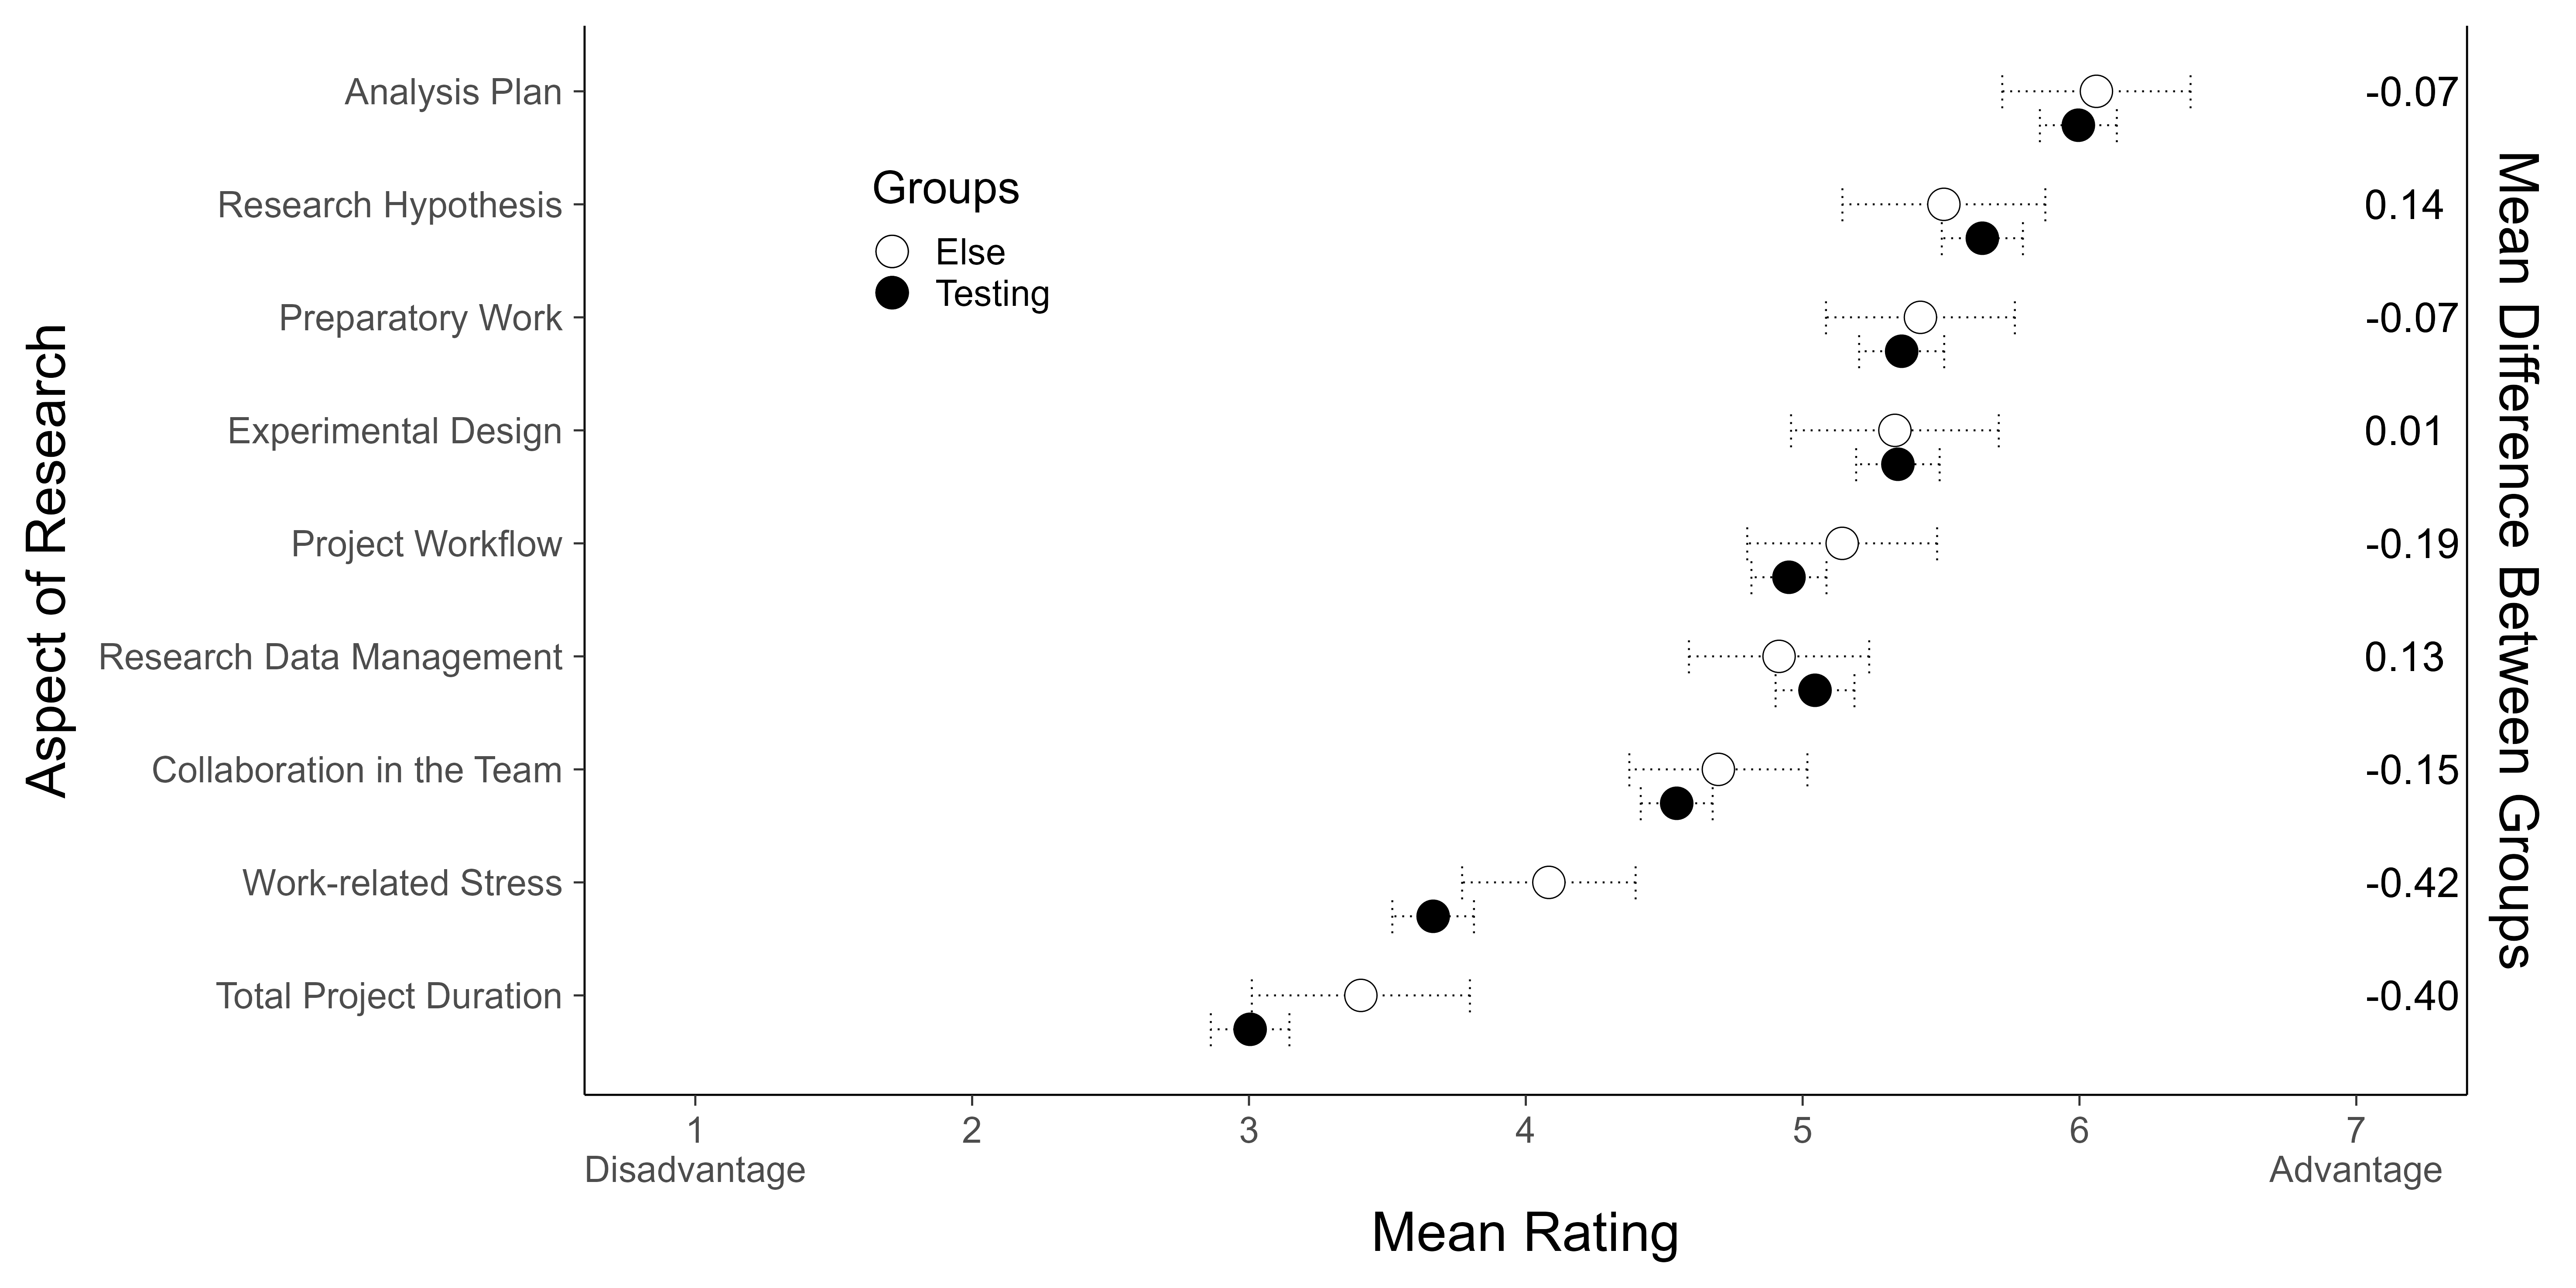 Analysis Plan
-0.07
Research Hypothesis
0.14
Preparatory Work
-0.07
Experimental Design
0.01
Project Workflow
-0.19
Research Data Management
0.13
Collaboration in the Team
-0.15
Work-related Stress
-0.42
Total Project Duration
-0.40
Groups
Else
Testing
Aspect of Research
Mean Difference Between Groups
1 2 3 4 5 6 7
Disadvantage Advantage
Mean Rating